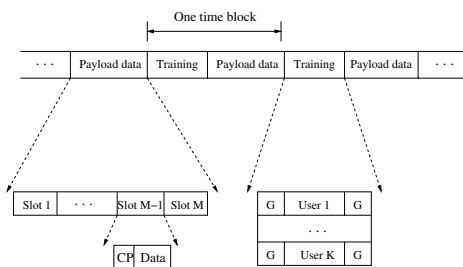 One time block
· · · Payload data Training Payload data Training Payload data · · ·
Slot 1 · · · Slot M−1 Slot M
G User 1 G
· · ·
G User K G
CP Data